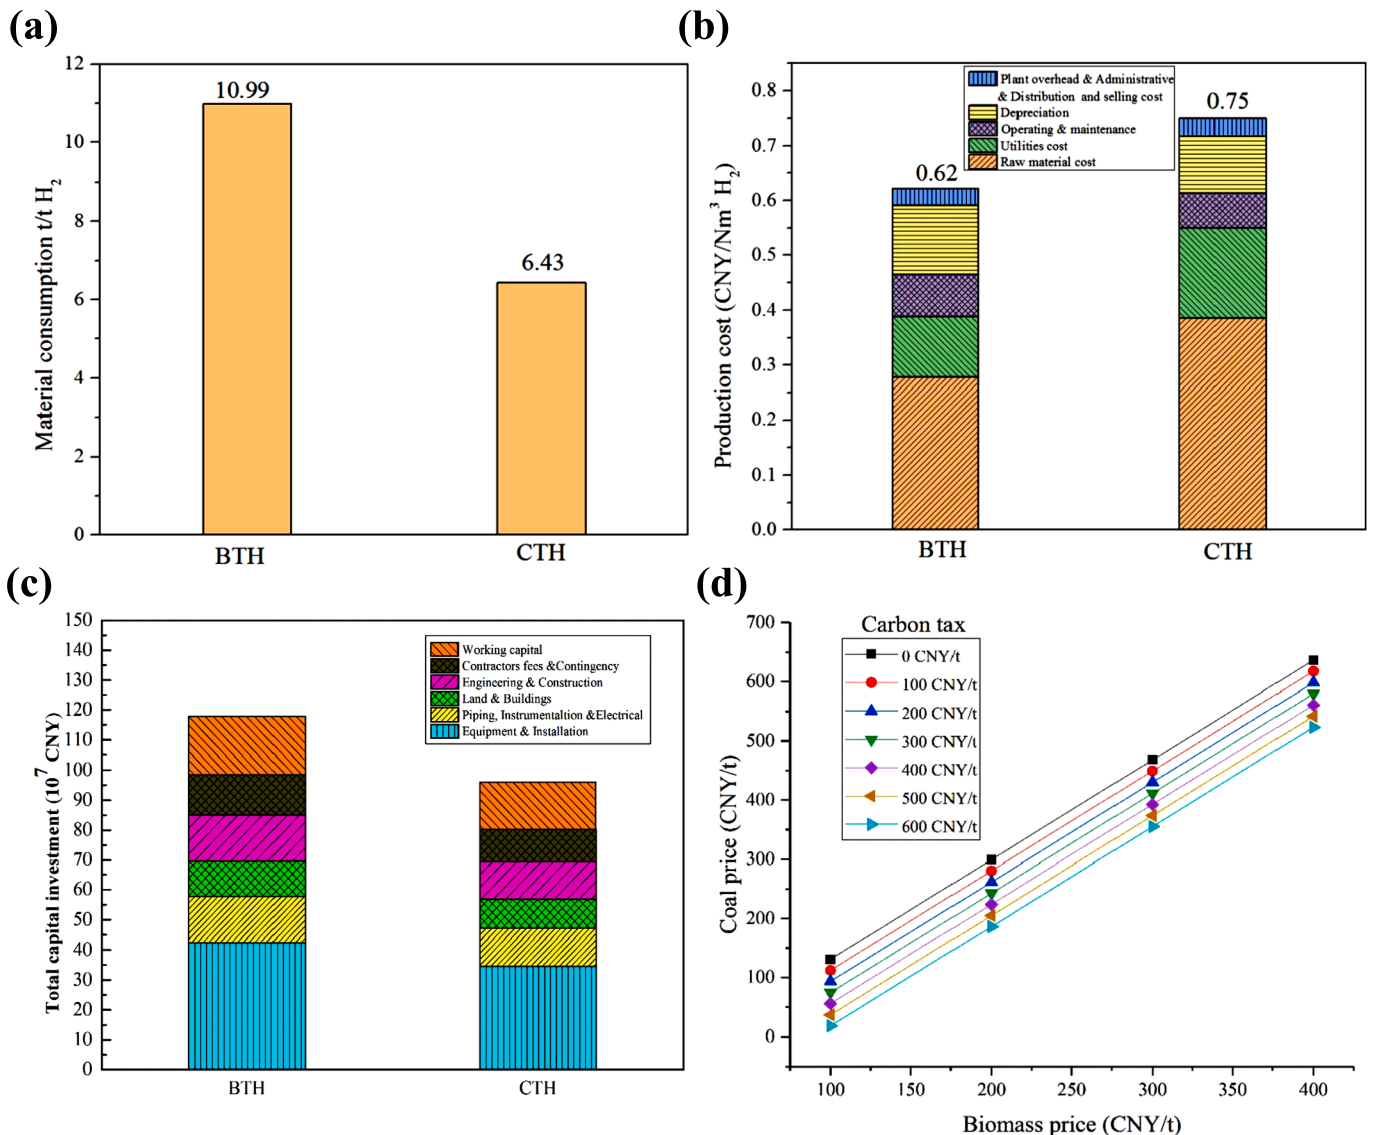 (a)
12
10
8
6
4
2
0
Material consumption t/t H2
10.99
6.43
BTH
CTH
(b)
0.8
0.7
0.6
0.5
0.4
0.3
0.2
0.1
0.0
Production cost (CNY/Nm3 H2)
Plant overhead & Administrative
& Distribution and selling cost
Depreciation
Operating & maintenance
Utilities cost
Raw material cost
0.62
0.75
BTH
CTH
(c)
150
140
130
120
110
100
90
80
70
60
50
40
30
20
10
0
Total capital investment (107 CNY)
Working capital
Contractors fees &Contingency
Engineering & Construction
Land & Buildings
Piping, Instrumentaltion &Electrical
Equipment & Installation
BTH
CTH
(d)
700
600
500
400
300
200
100
0
Coal price (CNY/t)
Carbon tax
0 CNY/t
100 CNY/t
200 CNY/t
300 CNY/t
400 CNY/t
500 CNY/t
600 CNY/t
100
150
200
250
300
350
400
Biomass price (CNY/t)